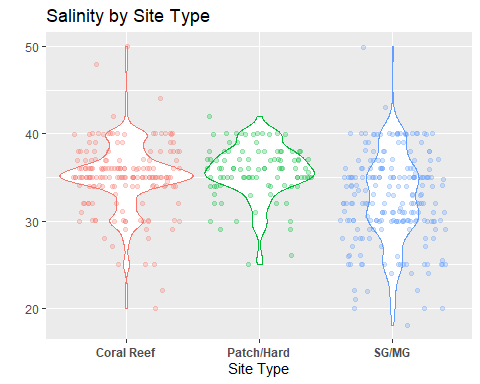 Salinity by Site Type
50
40
30
20
Coral Reef Patch/Hard SG/MG
Site Type